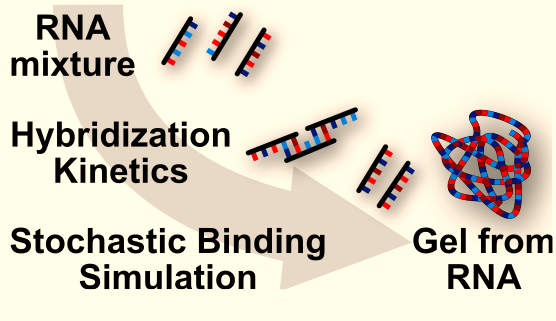 RNA
mixture
Hybridization
Kinetics
Stochastic Binding
Simulation
Gel from
RNA